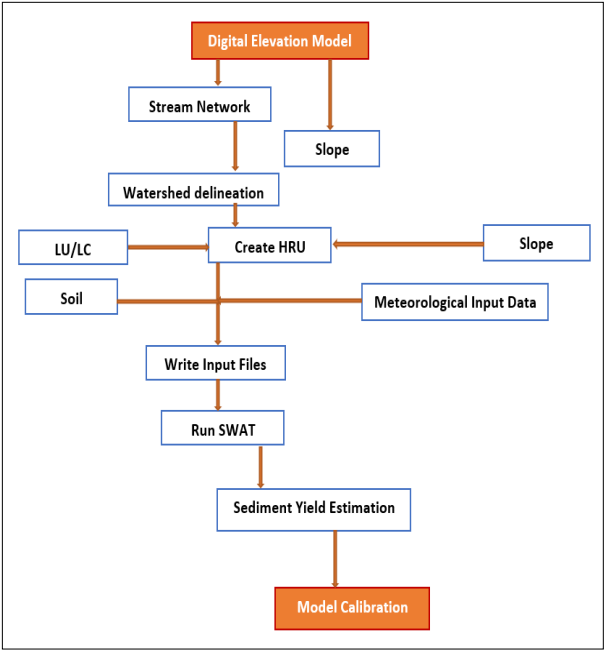 Digital Elevation Model
Stream Network
Slope
Watershed delineation
LU/LC
Create HRU
Slope
Soil
Meteorological Input Data
Write Input Files
Run SWAT
Sediment Yield Estimation
Model Calibration